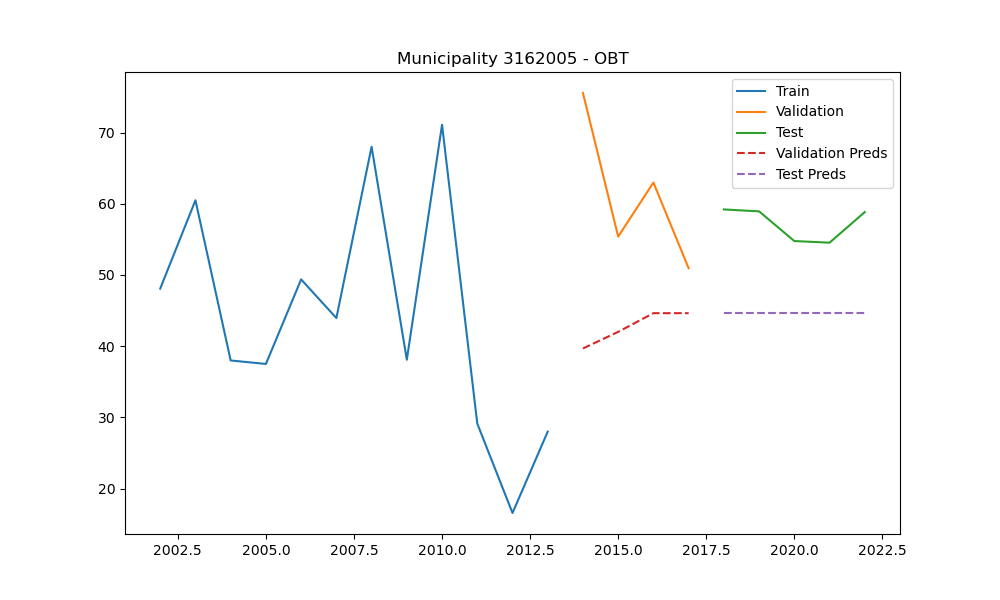 Municipality 3162005 - OBT
Train
Validation
Test
Validation Preds
Test Preds
70
60
50
40
30
20
2002.5 2005.0 2007.5 2010.0 2012.5 2015.0 2017.5 2020.0 2022.5